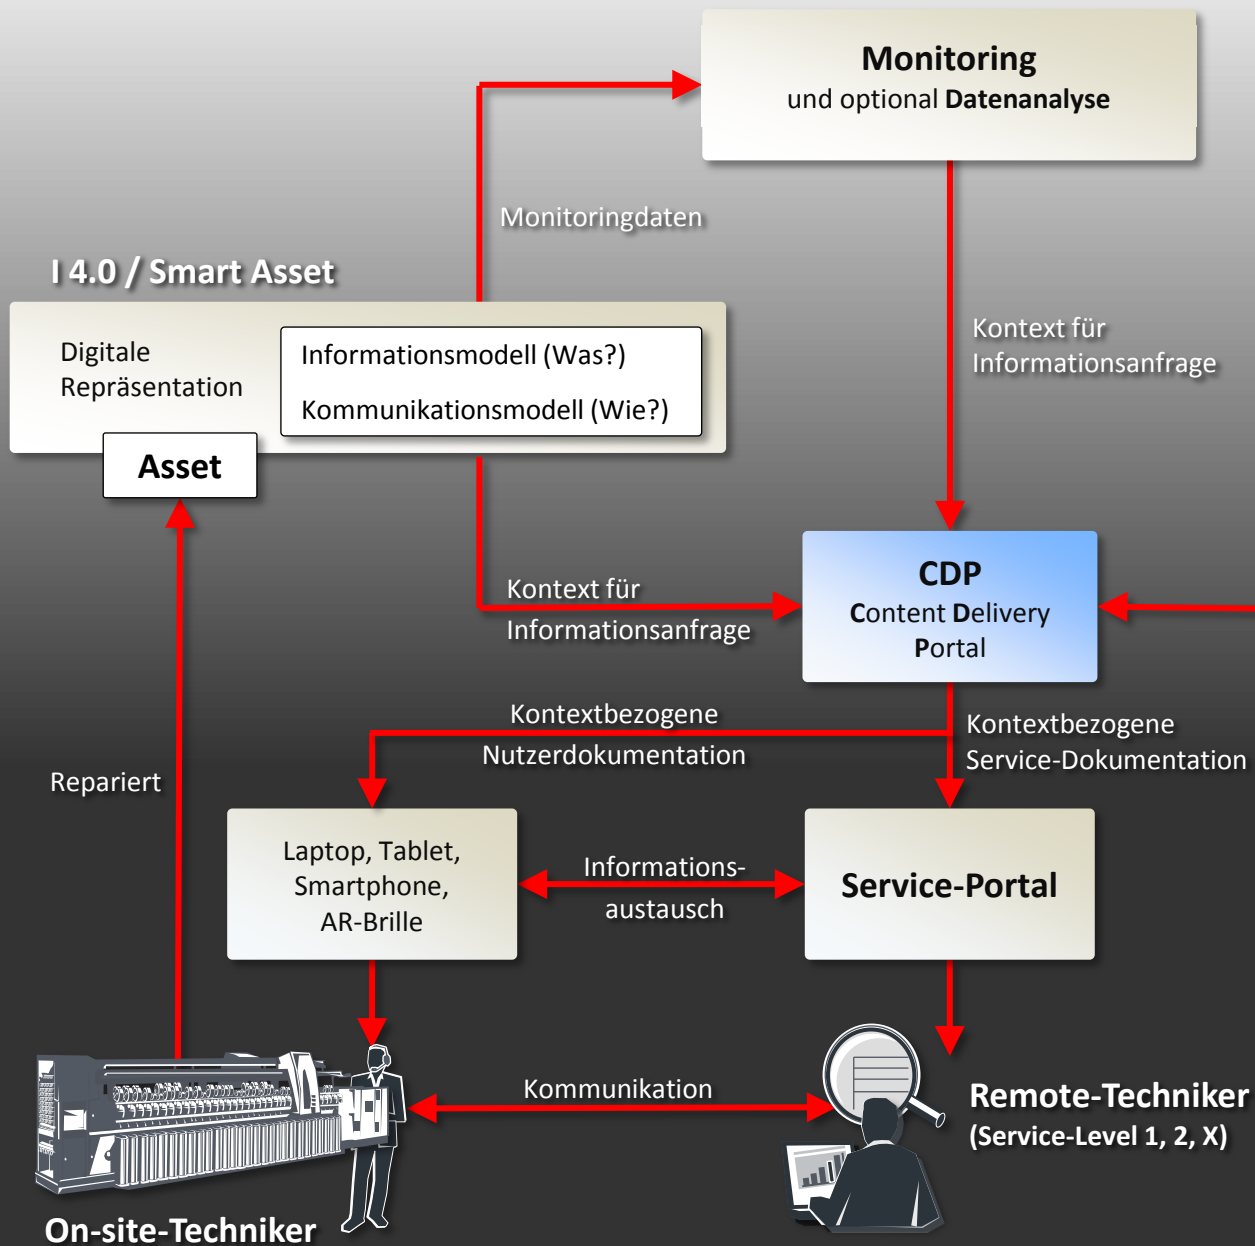 Monitoring
und optional Datenanalyse
Monitoringdaten
I 4.0 / Smart Asset
Digitale
Repräsentation
Informationsmodell (Was?)
Kommunikationsmodell (Wie?)
Asset
Kontext für
Informationsanfrage
CDP
Content Delivery
Portal
Kontext für
Informationsanfrage
Kontextbezogene
Nutzerdokumentation
Kontextbezogene
Service-Dokumentation
Repariert
Laptop, Tablet,
Smartphone,
AR-Brille
Informations-
austausch
Service-Portal
Kommunikation
Remote-Techniker
(Service-Level 1, 2, X)
On-site-Techniker